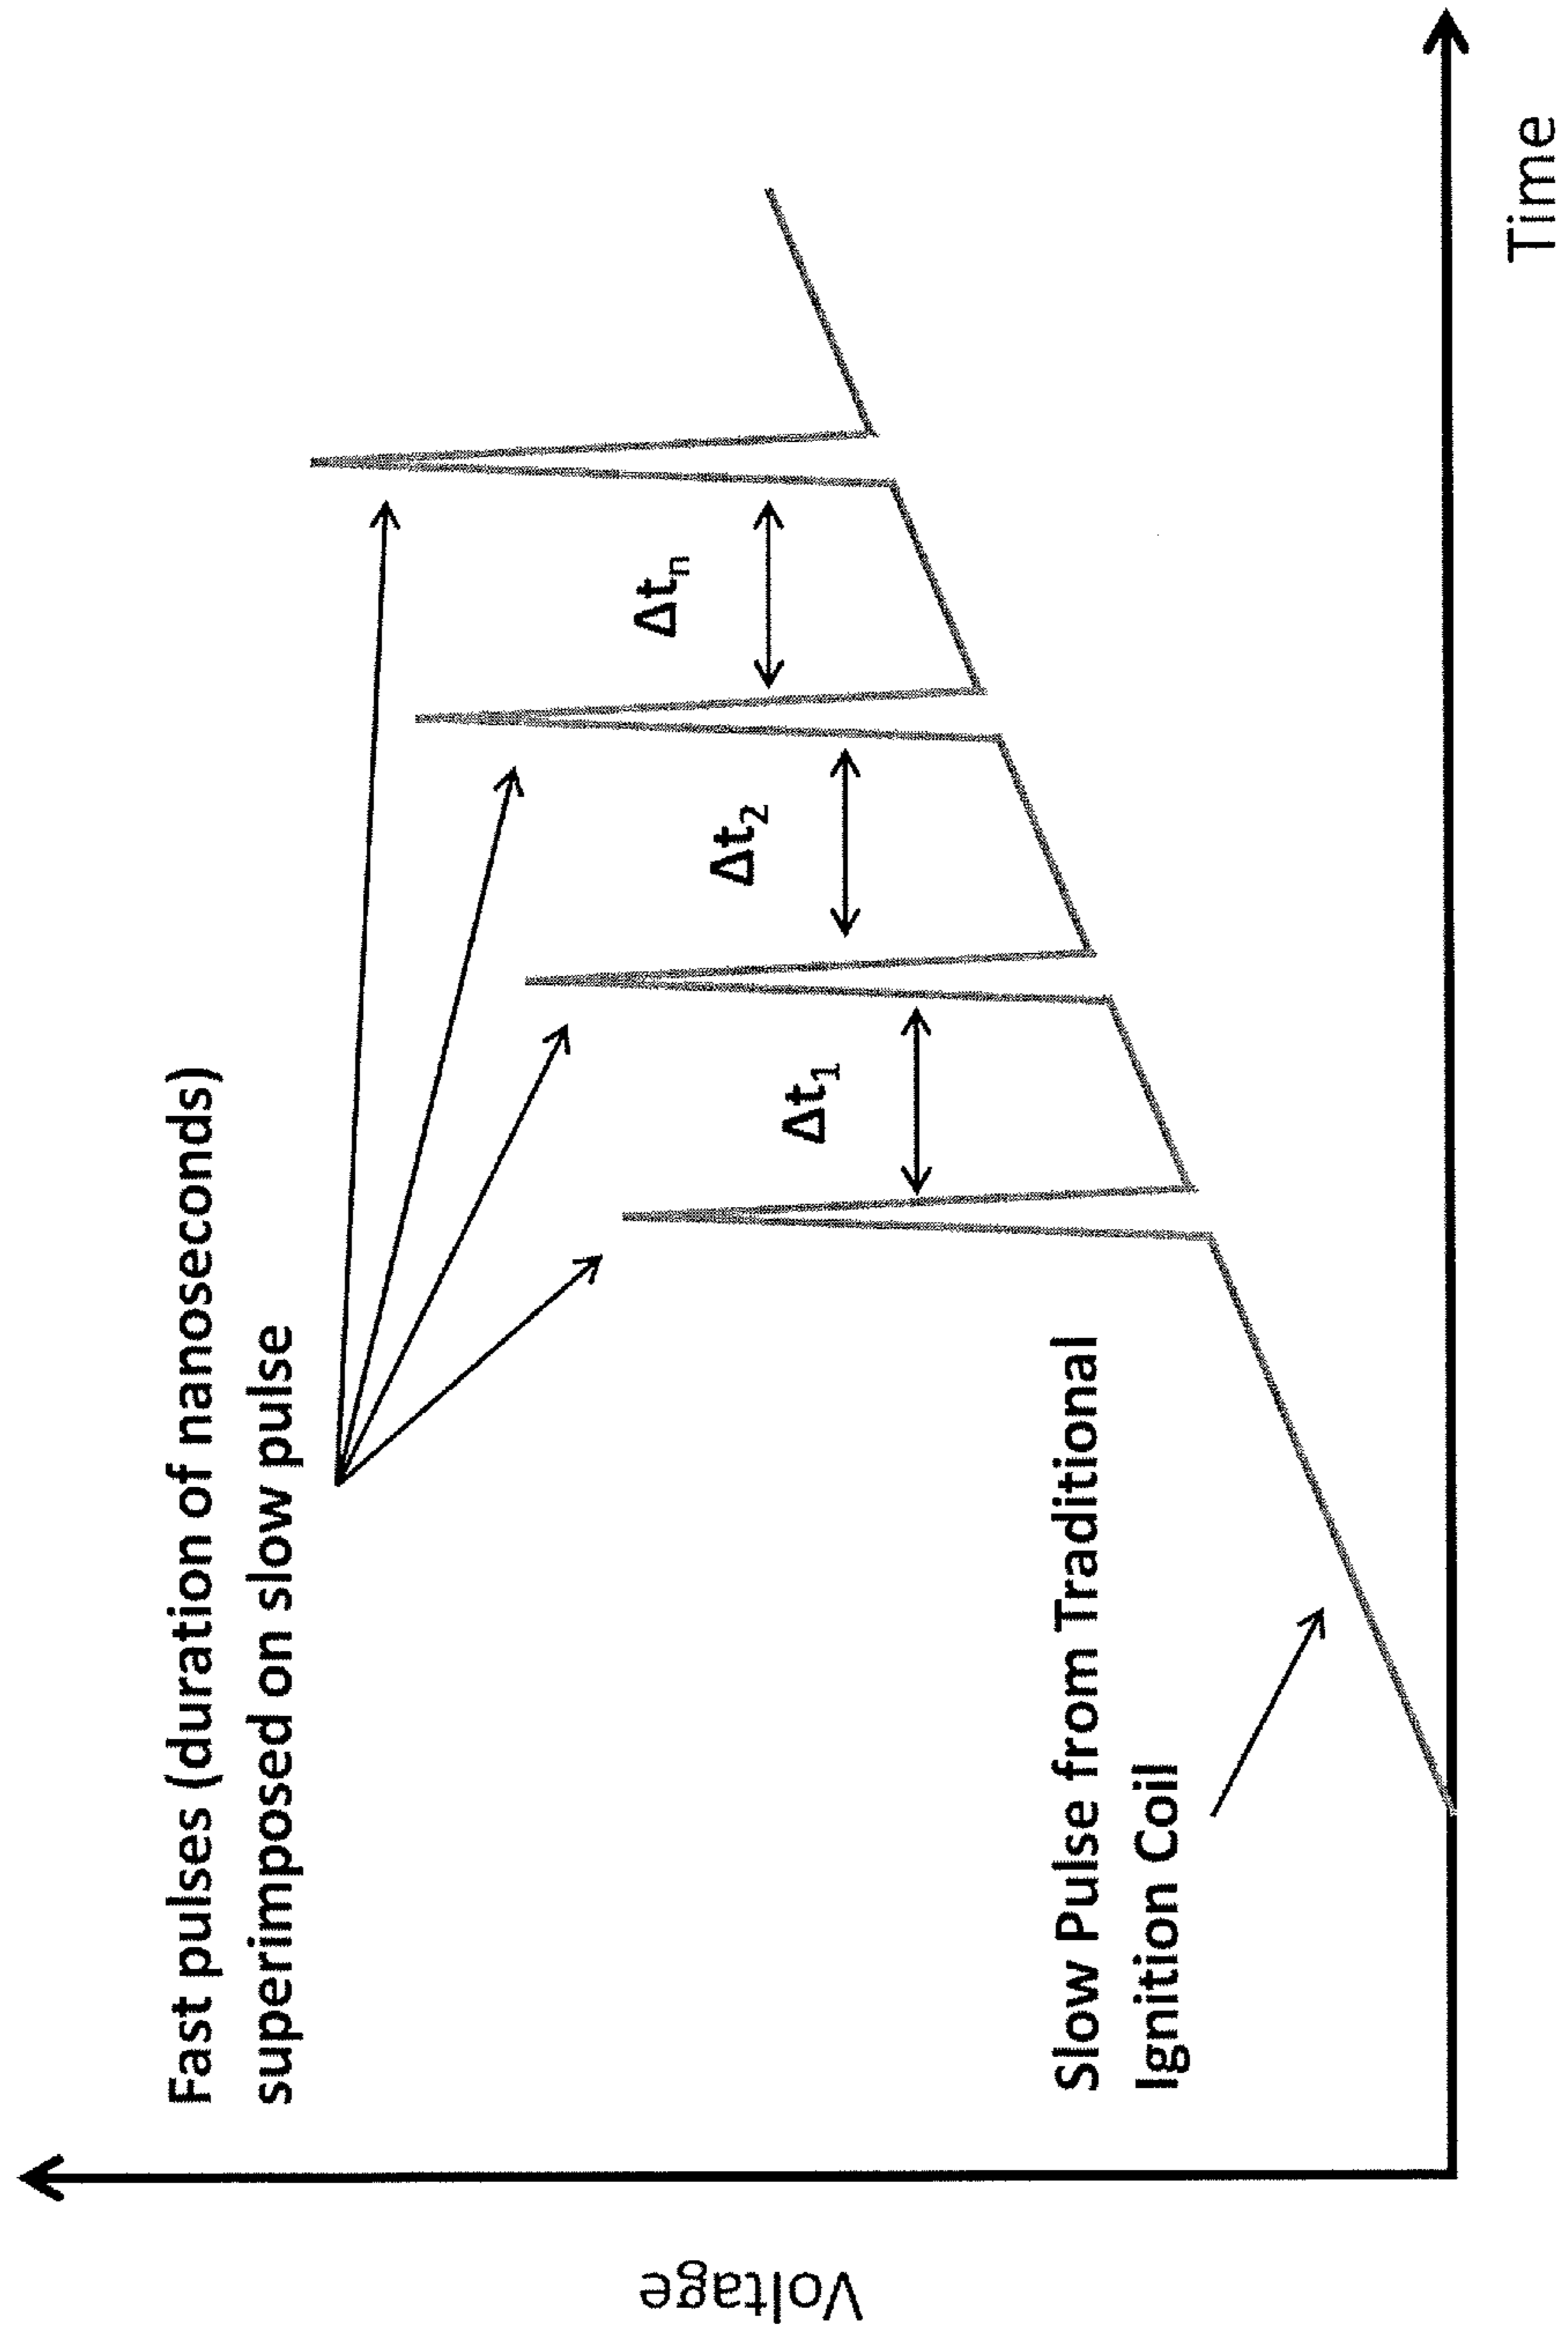 Fast pulses (duration of nanoseconds)
superimposed on slow pulse
Δt1
Δt2
Δtn
Slow Pulse from Traditional
Ignition Coil
Voltage
Time